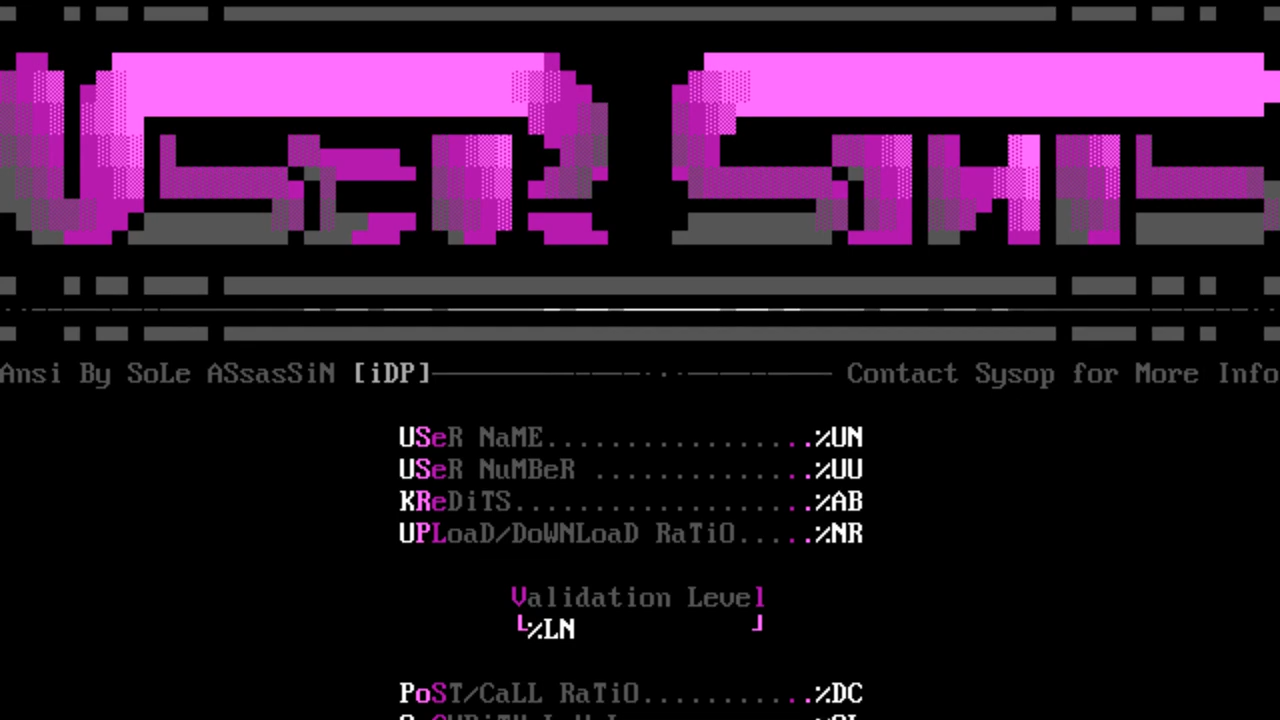 Ansi By SoLe ASsasSiN [iDP] Contact Sysop for More Info
USeR NaME..................%UN
USeR NuMBeR ..............%UU
KReDiTS...................%AB
UPLoaD/DoWNLoaD RaTiO.....%NR
Validation Level
%LN
PoST/CaLL RaTiO...........%DC